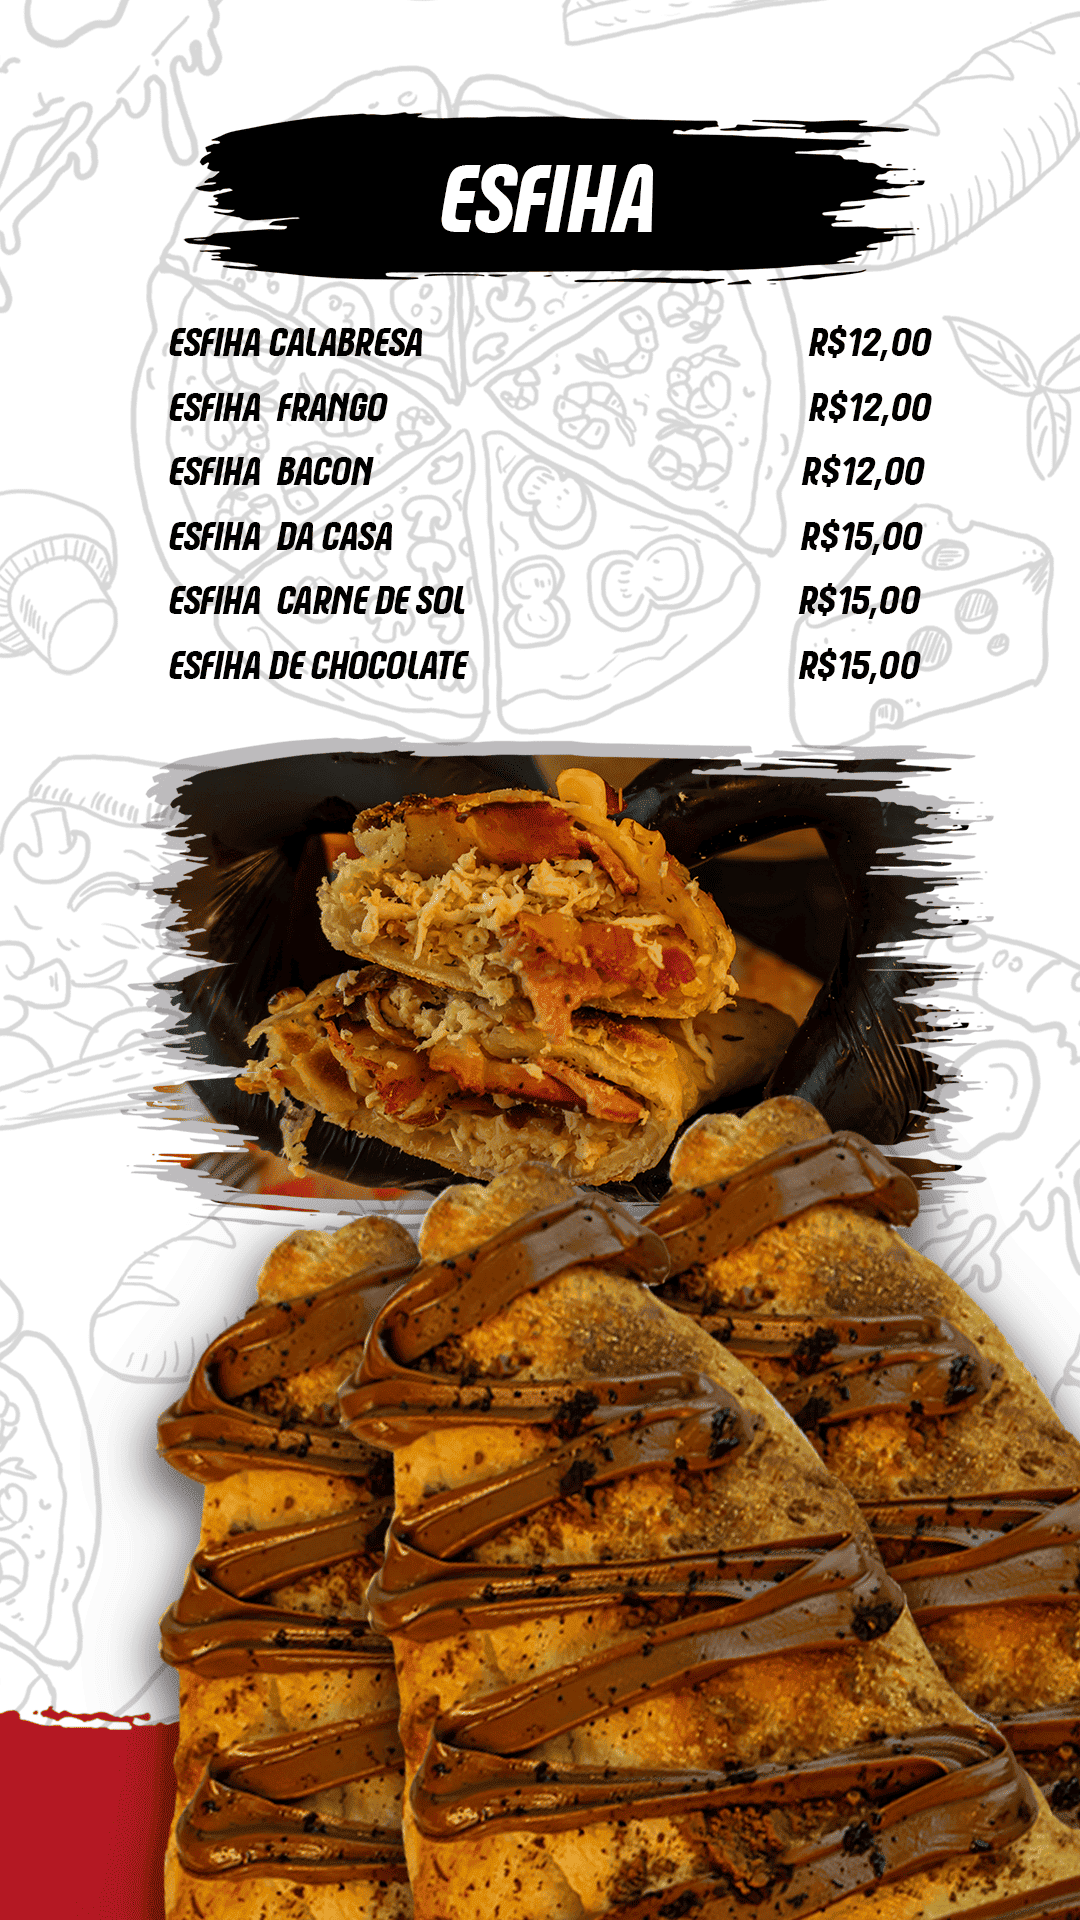 ESFIHA
ESFIHA CALABRESA R$12,00
ESFIHA FRANGO R$12,00
ESFIHA BACON R$12,00
ESFIHA DA CASA R$15,00
ESFIHA CARNE DE SOL R$15,00
ESFIHA DE CHOCOLATE R$15,00